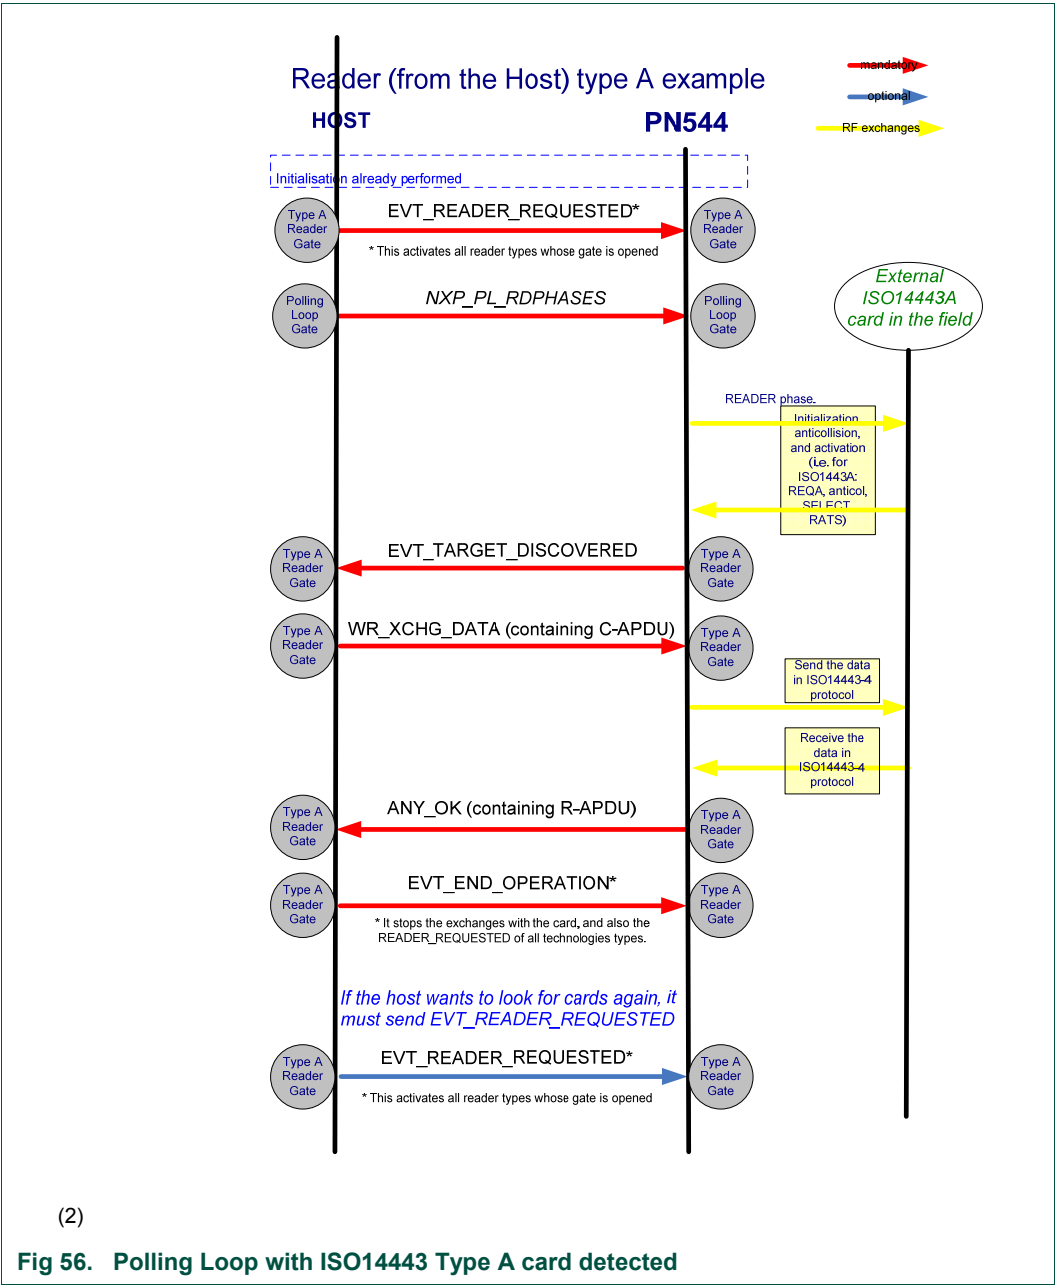 Reader (from the Host) type A example
mandatory
optional
RF exchanges
HOST
PN544
Initialisation already performed
Type A
Reader
Gate
EVT_READER_REQUESTED*
* This activates all reader types whose gate is opened
Type A
Reader
Gate
Polling
Loop
Gate
NXP_PL_RDPHASES
Polling
Loop
Gate
External
ISO14443A
card in the field
READER phase.
Initialization,
anticollision,
and activation
(i.e. for
ISO1443A:
REQA, anticol,
SELECT,
RATS)
Type A
Reader
Gate
EVT_TARGET_DISCOVERED
Type A
Reader
Gate
Type A
Reader
Gate
WR_XCHG_DATA (containing C-APDU)
Type A
Reader
Gate
Send the data
in ISO14443-4
protocol
Receive the
data in
ISO14443-4
protocol
Type A
Reader
Gate
ANY_OK (containing R-APDU)
Type A
Reader
Gate
Type A
Reader
Gate
EVT_END_OPERATION*
* It stops the exchanges with the card, and also the
READER_REQUESTED of all technologies types.
Type A
Reader
Gate
If the host wants to look for cards again, it
must send EVT_READER_REQUESTED
Type A
Reader
Gate
EVT_READER_REQUESTED*
* This activates all reader types whose gate is opened
Type A
Reader
Gate
(2)
Fig 56. Polling Loop with ISO14443 Type A card detected